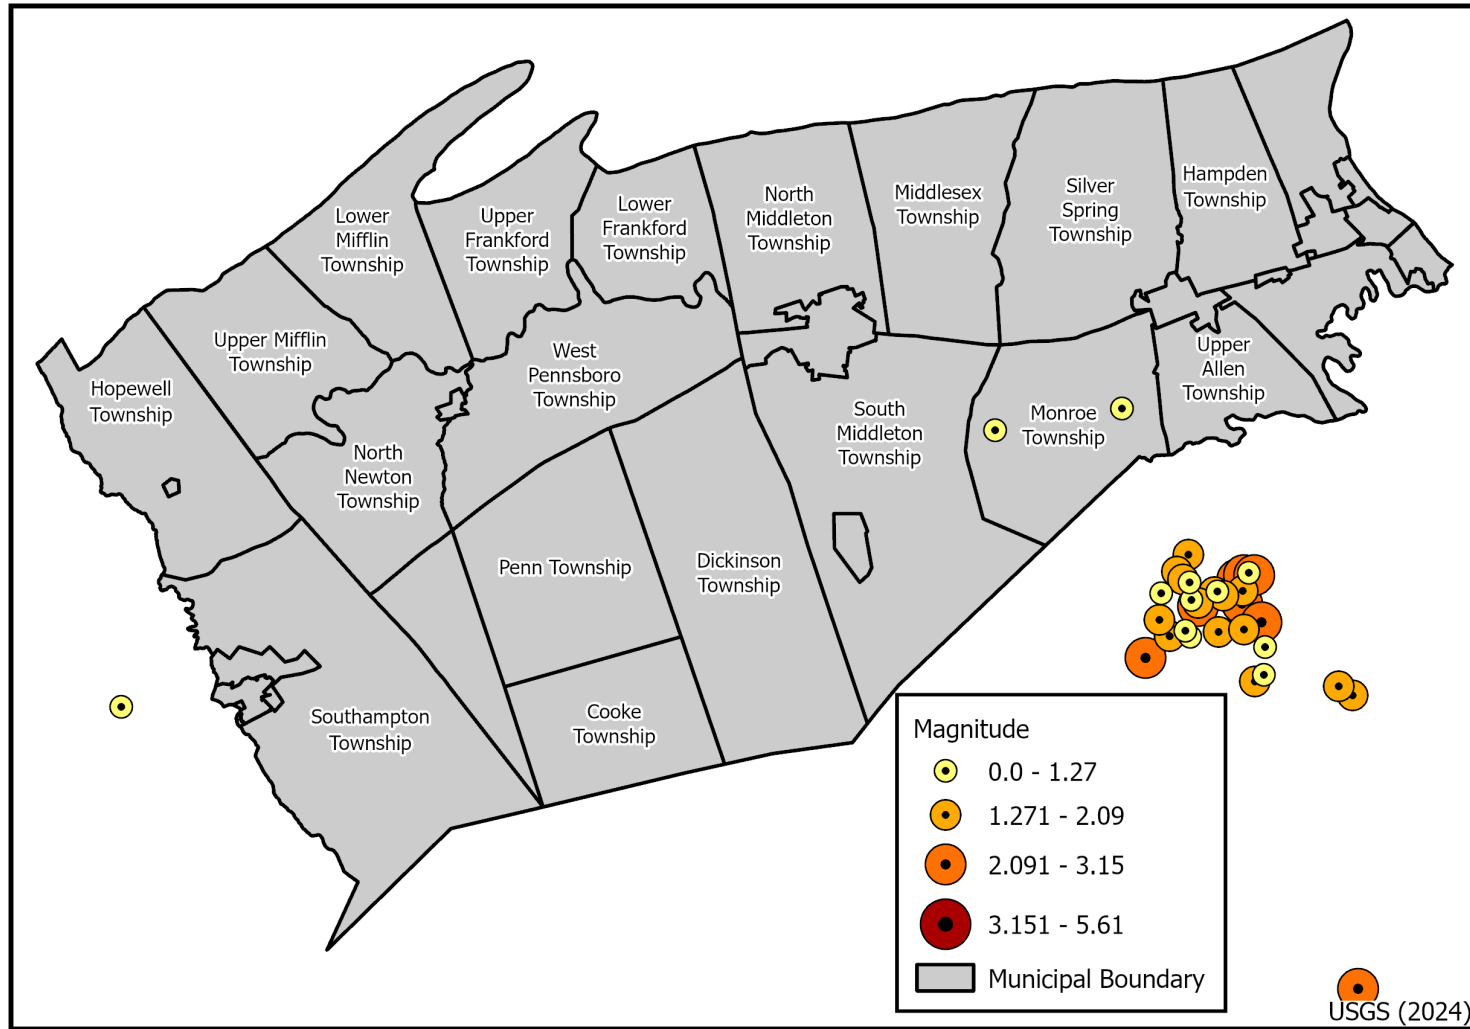 Hampden
Township
Silver
Spring
Township
Middlesex
Township
North
Middleton
Township
Lower
Frankford
Township
Upper
Frankford
Township
Lower
Mifflin
Township
Upper Mifflin
Township
Hopewell
Township
West
Pennsboro
Township
Upper
Allen
Township
South
Middleton
Township
Monroe
Township
North
Newton
Township
Penn Township
Dickinson
Township
Southampton
Township
Cooke
Township
Magnitude
0.0 - 1.27
1.271 - 2.09
2.091 - 3.15
3.151 - 5.61
Municipal Boundary
USGS (2024)